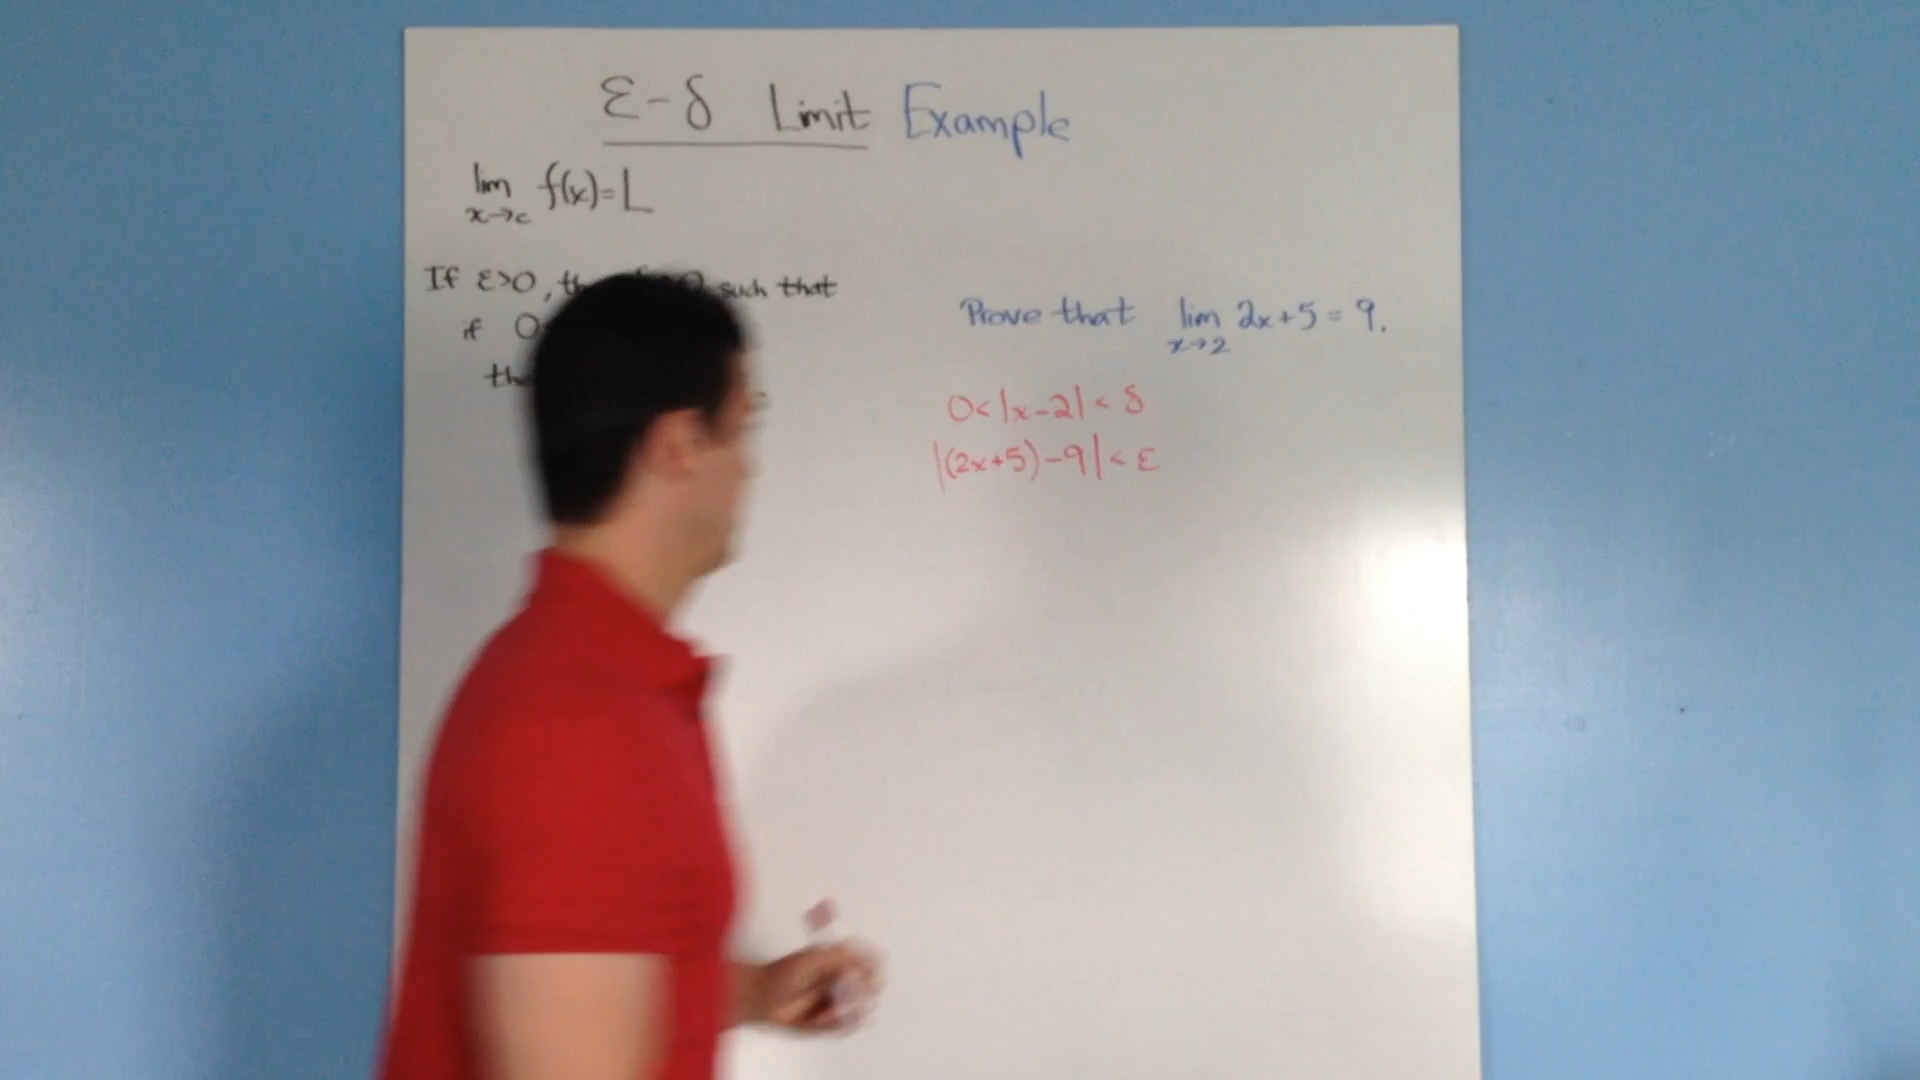 ε-δ Limit Example
lim f(x)=L
x→c
If ε>0, such that
if 0
Prove that lim 2x+5 = 9.
x→2
0<|x-2|<δ
|(2x+5)-9|<ε